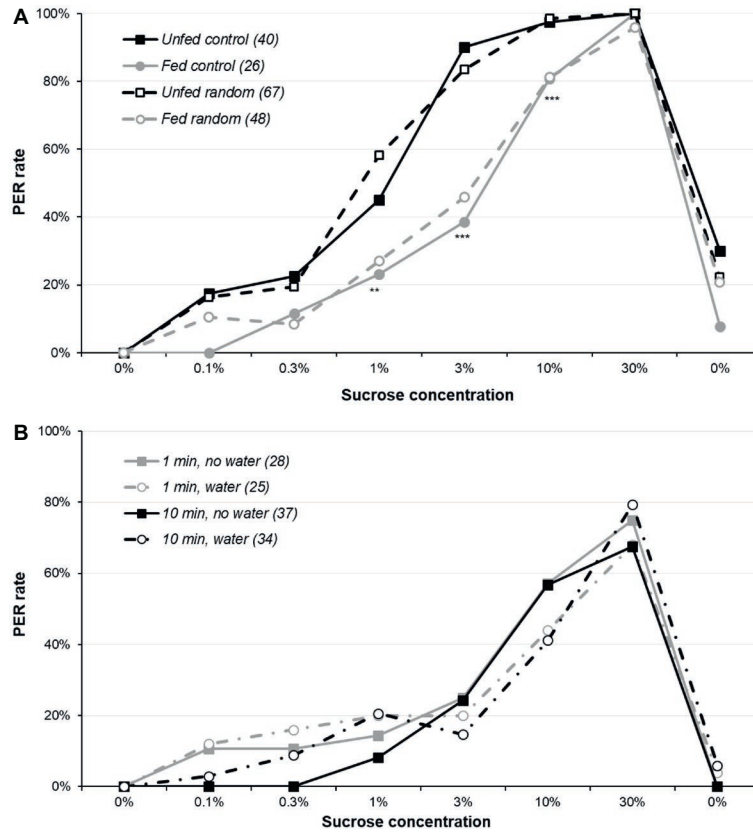 A
100%
80%
60%
40%
20%
0%
PER rate
Unfed control (40)
Fed control (26)
Unfed random (67)
Fed random (48)
**
***
***
0% 0.1% 0.3% 1% 3% 10% 30% 0%
Sucrose concentration
B
100%
80%
60%
40%
20%
0%
PER rate
1 min, no water (28)
1 min, water (25)
10 min, no water (37)
10 min, water (34)
0% 0.1% 0.3% 1% 3% 10% 30% 0%
Sucrose concentration